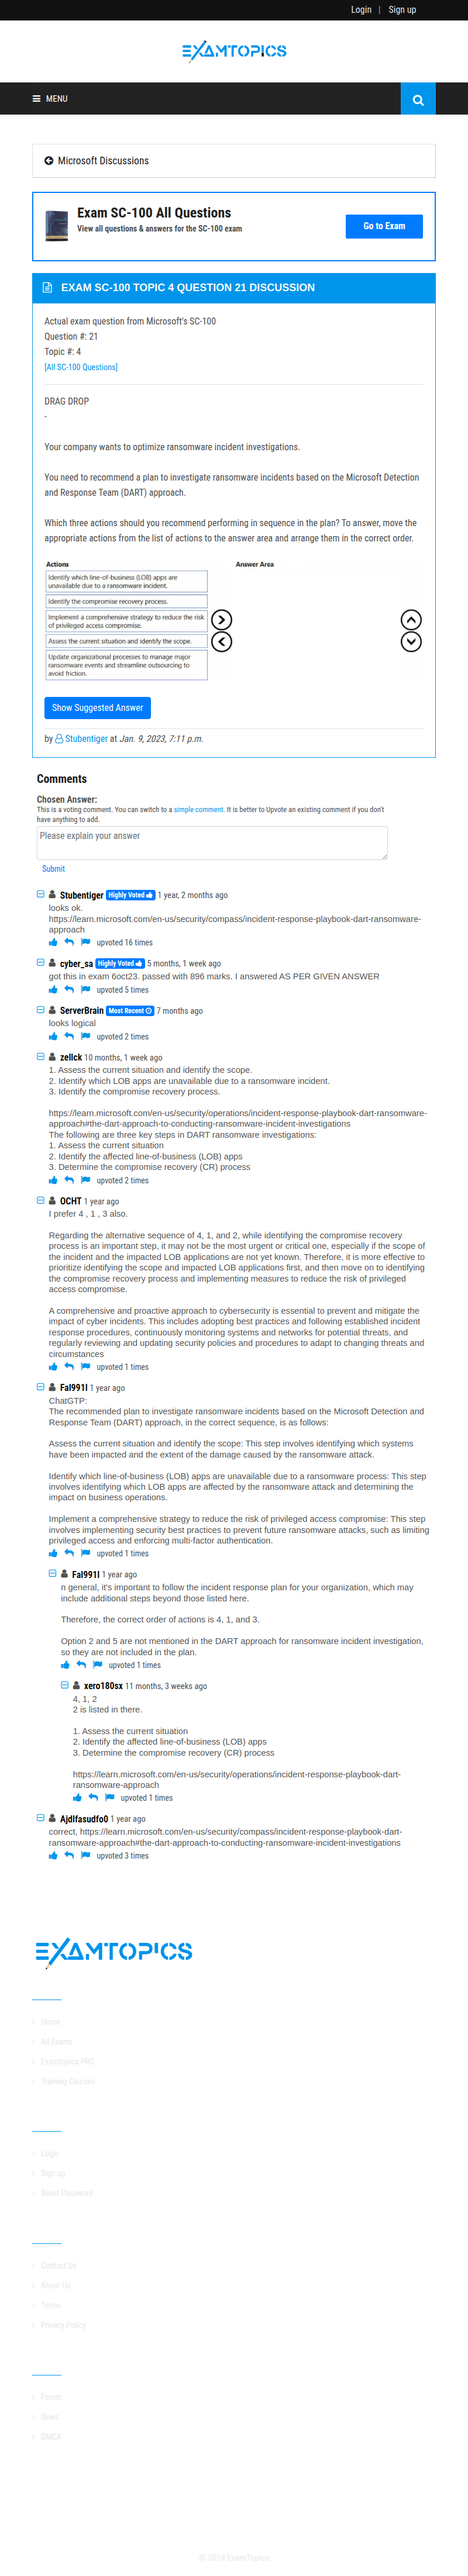 Login | Sign up
EXAMTOPICS
MENU
Microsoft Discussions
Exam SC-100 All Questions
View all questions & answers for the SC-100 exam
Go to Exam
EXAM SC-100 TOPIC 4 QUESTION 21 DISCUSSION
Actual exam question from Microsoft's SC-100
Question #: 21
Topic #: 4
[All SC-100 Questions]
DRAG DROP
-
Your company wants to optimize ransomware incident investigations.
You need to recommend a plan to investigate ransomware incidents based on the Microsoft Detection
and Response Team (DART) approach.
Which three actions should you recommend performing in sequence in the plan? To answer, move the
appropriate actions from the list of actions to the answer area and arrange them in the correct order.
Actions
Answer Area
Identify which line-of-business (LOB) apps are
unavailable due to a ransomware incident.
Identify the compromise recovery process.
Implement a comprehensive strategy to reduce the risk
of privileged access compromise.
Assess the current situation and identify the scope.
Update organizational processes to manage major
ransomware events and streamline outsourcing to
avoid friction.
Show Suggested Answer
by Stubentiger at Jan. 9, 2023, 7:11 p.m.
Comments
Chosen Answer:
This is a voting comment. You can switch to a simple comment. It is better to Upvote an existing comment if you don't
have anything to add.
Please explain your answer
Submit
Stubentiger Highly Voted 1 year, 2 months ago
looks ok.
https://learn.microsoft.com/en-us/security/compass/incident-response-playbook-dart-ransomware-
approach
upvoted 16 times
cyber_sa Highly Voted 5 months, 1 week ago
got this in exam 6oct23. passed with 896 marks. I answered AS PER GIVEN ANSWER
upvoted 5 times
ServerBrain Most Recent 7 months ago
looks logical
upvoted 2 times
zellck 10 months, 1 week ago
1. Assess the current situation and identify the scope.
2. Identify which LOB apps are unavailable due to a ransomware incident.
3. Identify the compromise recovery process.
https://learn.microsoft.com/en-us/security/operations/incident-response-playbook-dart-ransomware-
approach#the-dart-approach-to-conducting-ransomware-incident-investigations
The following are three key steps in DART ransomware investigations:
1. Assess the current situation
2. Identify the affected line-of-business (LOB) apps
3. Determine the compromise recovery (CR) process
upvoted 2 times
OCHT 1 year ago
I prefer 4 , 1 , 3 also.
Regarding the alternative sequence of 4, 1, and 2, while identifying the compromise recovery
process is an important step, it may not be the most urgent or critical one, especially if the scope of
the incident and the impacted LOB applications are not yet known. Therefore, it is more effective to
prioritize identifying the scope and impacted LOB applications first, and then move on to identifying
the compromise recovery process and implementing measures to reduce the risk of privileged
access compromise.
A comprehensive and proactive approach to cybersecurity is essential to prevent and mitigate the
impact of cyber incidents. This includes adopting best practices and following established incident
response procedures, continuously monitoring systems and networks for potential threats, and
regularly reviewing and updating security policies and procedures to adapt to changing threats and
circumstances
upvoted 1 times
Fal991l 1 year ago
ChatGTP:
The recommended plan to investigate ransomware incidents based on the Microsoft Detection and
Response Team (DART) approach, in the correct sequence, is as follows:
Assess the current situation and identify the scope: This step involves identifying which systems
have been impacted and the extent of the damage caused by the ransomware attack.
Identify which line-of-business (LOB) apps are unavailable due to a ransomware process: This step
involves identifying which LOB apps are affected by the ransomware attack and determining the
impact on business operations.
Implement a comprehensive strategy to reduce the risk of privileged access compromise: This step
involves implementing security best practices to prevent future ransomware attacks, such as limiting
privileged access and enforcing multi-factor authentication.
upvoted 1 times
Fal991l 1 year ago
n general, it's important to follow the incident response plan for your organization, which may
include additional steps beyond those listed here.
Therefore, the correct order of actions is 4, 1, and 3.
Option 2 and 5 are not mentioned in the DART approach for ransomware incident investigation,
so they are not included in the plan.
upvoted 1 times
xero180sx 11 months, 3 weeks ago
4, 1, 2
2 is listed in there.
1. Assess the current situation
2. Identify the affected line-of-business (LOB) apps
3. Determine the compromise recovery (CR) process
https://learn.microsoft.com/en-us/security/operations/incident-response-playbook-dart-
ransomware-approach
upvoted 1 times
Ajdlfasudfo0 1 year ago
correct, https://learn.microsoft.com/en-us/security/compass/incident-response-playbook-dart-
ransomware-approach#the-dart-approach-to-conducting-ransomware-incident-investigations
upvoted 3 times
EXAMTOPICS
Home
All Exams
Examtopics PRO
Training Courses
Login
Sign up
Reset Password
Contact Us
About Us
Terms
Privacy Policy
Forum
News
DMCA
© 2024 ExamTopics